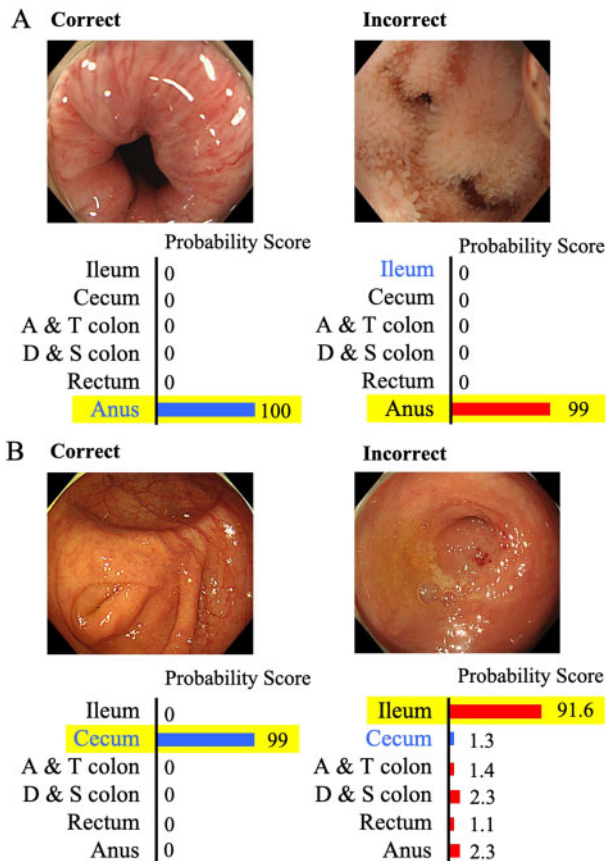 A Correct Incorrect
Probability Score Probability Score
Ileum 0 Ileum 0
Cecum 0 Cecum 0
A & T colon 0 A & T colon 0
D & S colon 0 D & S colon 0
Rectum 0 Rectum 0
Anus 100 Anus 99
B Correct Incorrect
Probability Score Probability Score
Ileum 0 Ileum 91.6
Cecum 99 Cecum 1.3
A & T colon 0 A & T colon 1.4
D & S colon 0 D & S colon 2.3
Rectum 0 Rectum 1.1
Anus 0 Anus 2.3